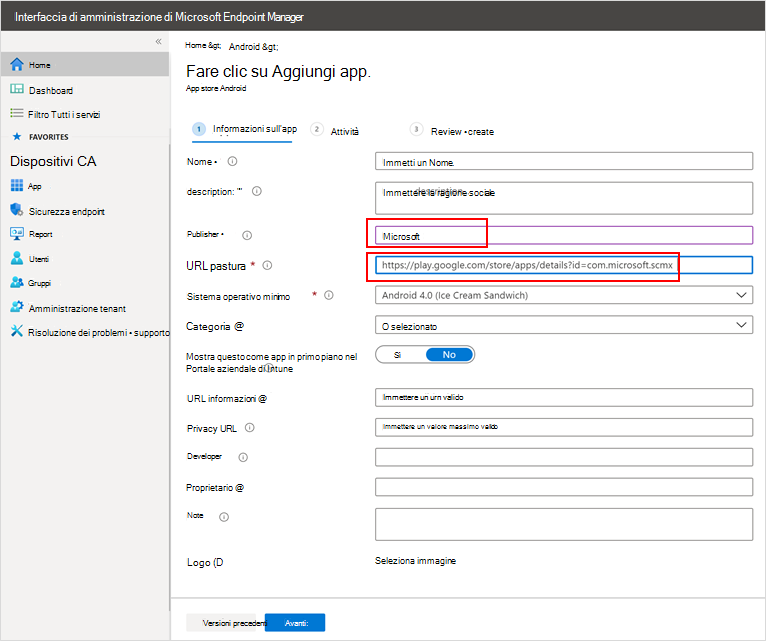 Interfaccia di amministrazione di Microsoft Endpoint Manager
«
Home
Dashboard
Filtro Tutti i servizi
FAVORITES
Dispositivi CA
App
Sicurezza endpoint
Report
Utenti
Gruppi
Amministrazione tenant
Risoluzione dei problemi • supporto
Home &gt; Android &gt;
Fare clic su Aggiungi app.
App store Android
1 Informazioni sull'app 2 Attività 3 Review • create
Nome • Immetti un Nome.
description: '" Immettere la ragione sociale
Publisher • Microsoft
URL pastura * https://play.google.com/store/apps/details?id=com.microsoft.scmx
Sistema operativo minimo * Android 4.0 (Ice Cream Sandwich)
Categoria @ O selezionato
Mostra questo come app in primo piano nel
Portale aziendale di Intune
Sì No
URL informazioni @ Immettere un urn valido
Privacy URL Immettere un valore massimo valido
Developer
Proprietario @
Note
Logo (D Seleziona immagine
Versioni precedenti Avanti: